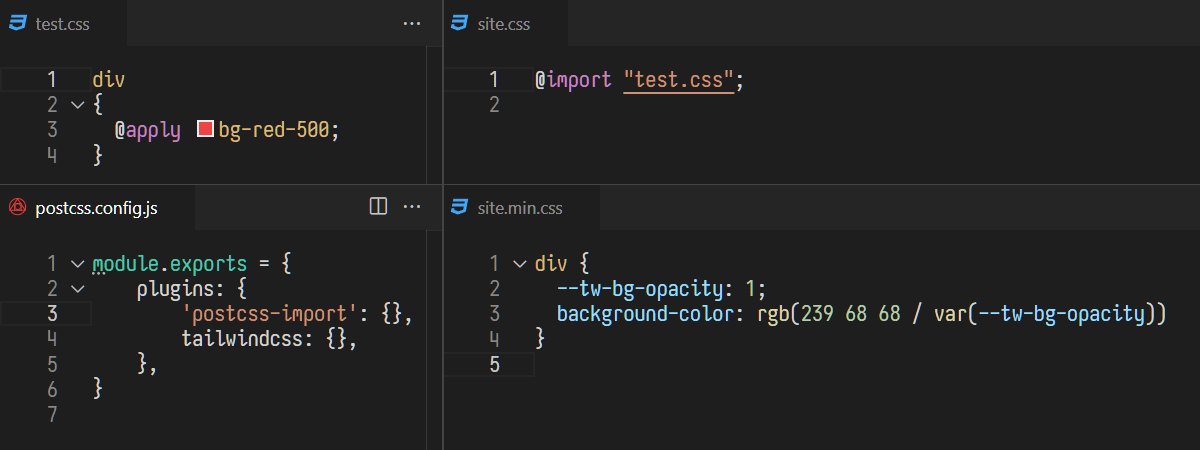 test.css ...
1 div
2 {
3   @apply bg-red-500;
4 }
site.css
1 @import "test.css";
2
postcss.config.js ...
1 module.exports = {
2     plugins: {
3         'postcss-import': {},
4         tailwindcss: {},
5     },
6 }
7
site.min.css
1 div {
2   --tw-bg-opacity: 1;
3   background-color: rgb(239 68 68 / var(--tw-bg-opacity))
4 }
5